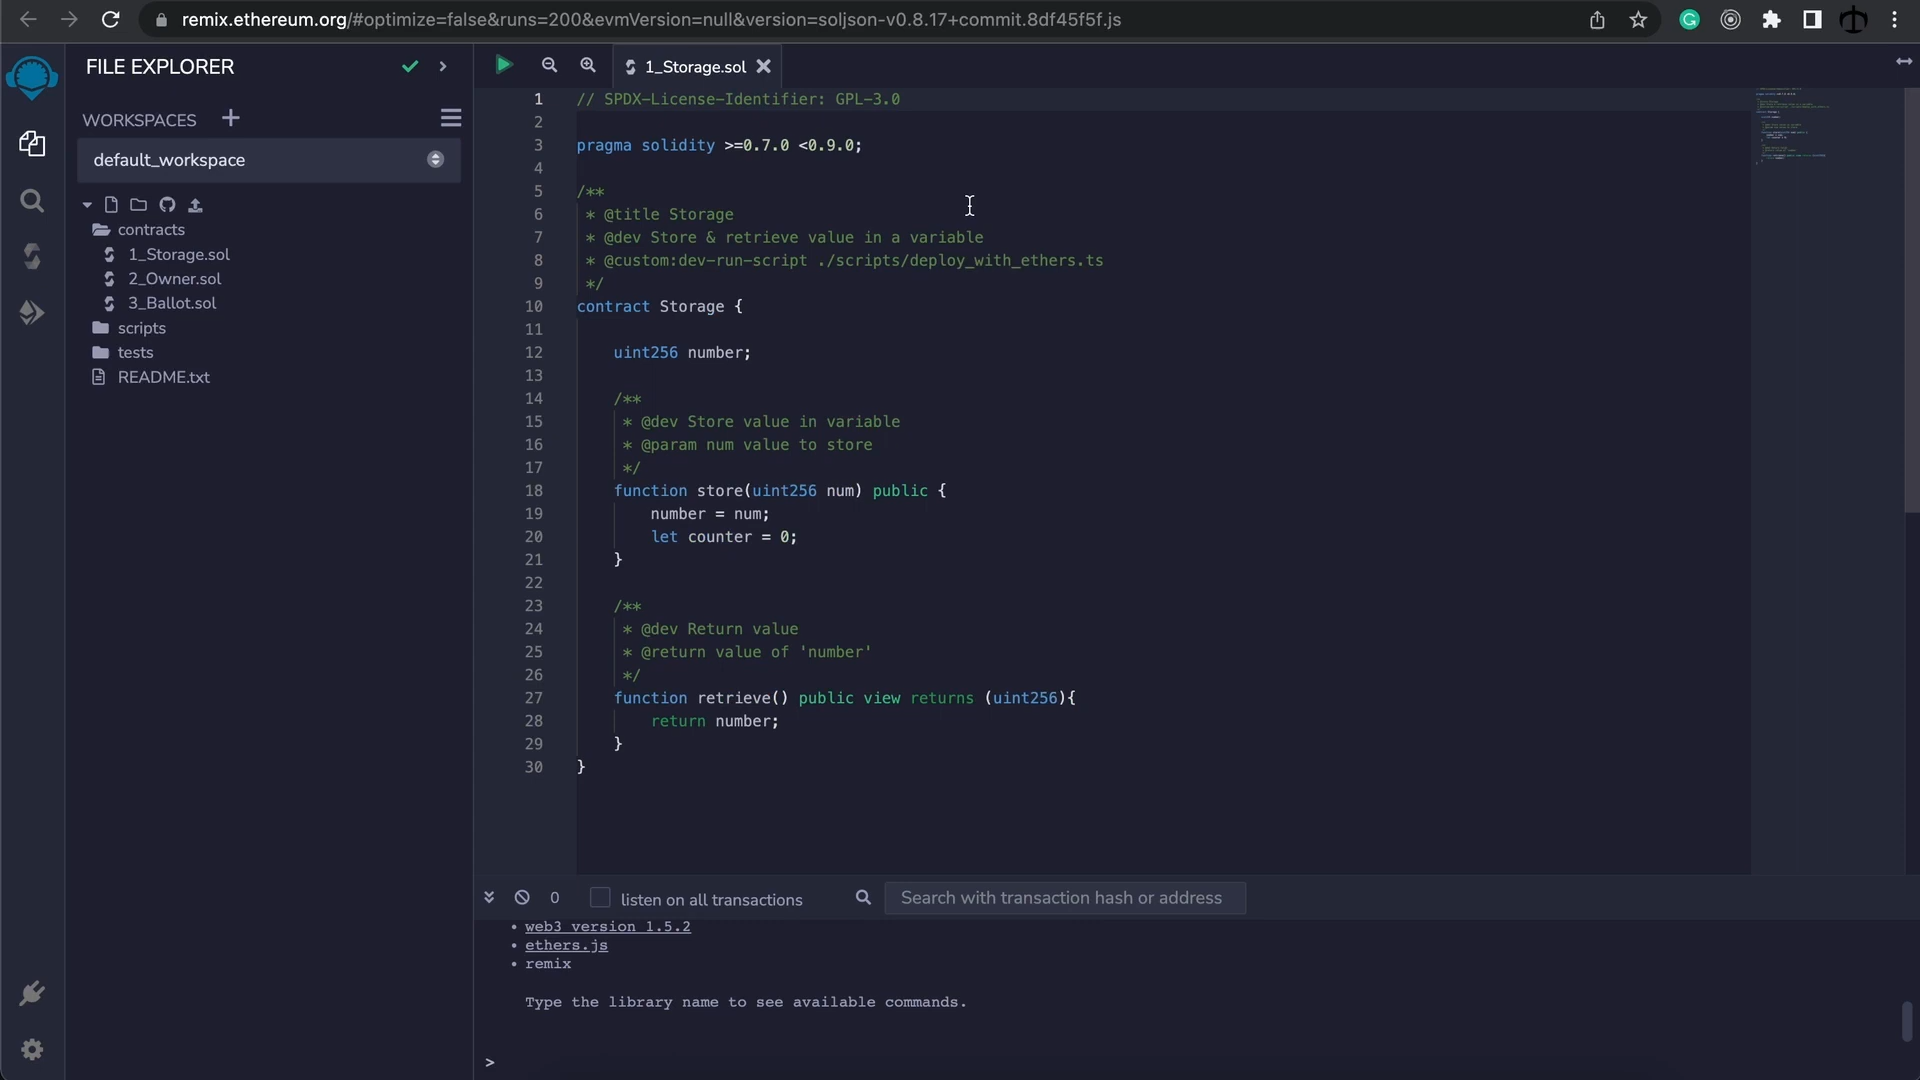 remix.ethereum.org/#optimize=false&runs=200&evmVersion=null&version=soljson-v0.8.17+commit.8df45f5f.js
FILE EXPLORER
WORKSPACES
default_workspace
contracts
1_Storage.sol
2_Owner.sol
3_Ballot.sol
scripts
tests
README.txt
1_Storage.sol
1 // SPDX-License-Identifier: GPL-3.0
2
3 pragma solidity >=0.7.0 <0.9.0;
4
5 /**
6  * @title Storage
7  * @dev Store & retrieve value in a variable
8  * @custom:dev-run-script ./scripts/deploy_with_ethers.ts
9  */
10 contract Storage {
11
12     uint256 number;
13
14     /**
15      * @dev Store value in variable
16      * @param num value to store
17      */
18     function store(uint256 num) public {
19         number = num;
20         let counter = 0;
21     }
22
23     /**
24      * @dev Return value
25      * @return value of 'number'
26      */
27     function retrieve() public view returns (uint256){
28         return number;
29     }
30 }
0 listen on all transactions Search with transaction hash or address
• web3 version 1.5.2
• ethers.js
• remix
Type the library name to see available commands.
>